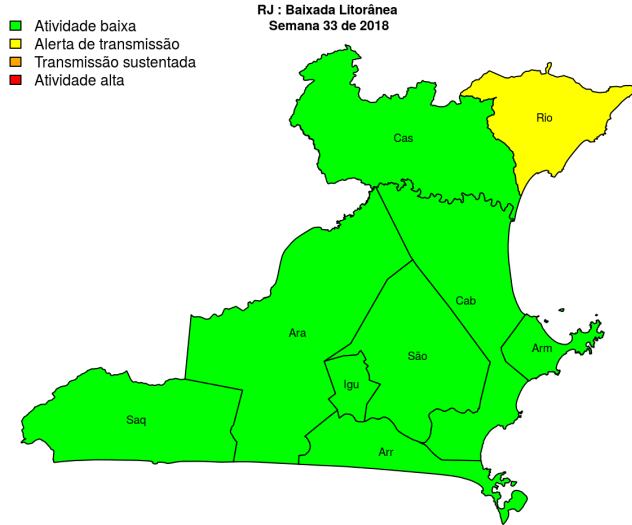 RJ : Baixada Litorânea
Semana 33 de 2018
Atividade baixa
Alerta de transmissão
Transmissão sustentada
Atividade alta
Rio
Cas
Cab
Ara
Arm
São
Igu
Saq
Arr